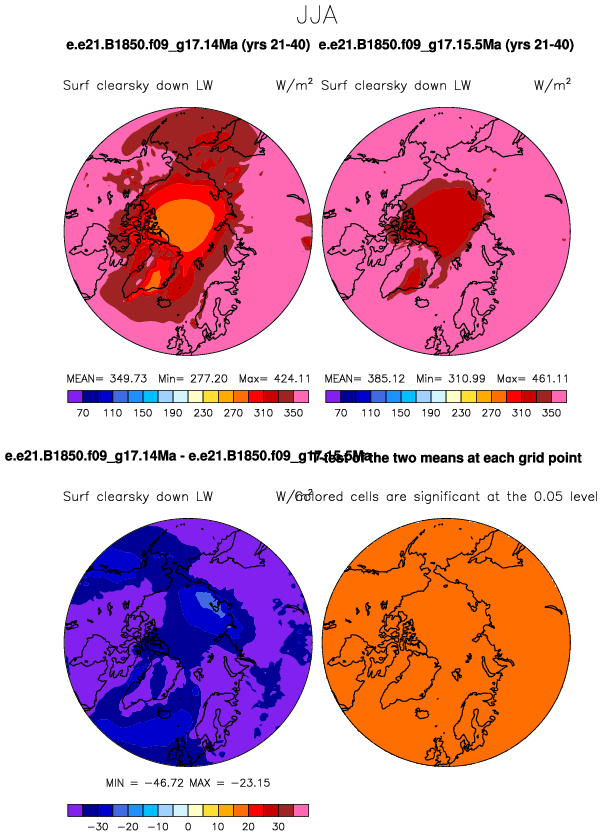 JJA
e.e21.B1850.f09_g17.14Ma (yrs 21-40) e.e21.B1850.f09_g17.15.5Ma (yrs 21-40)
Surf clearsky down LW W/m² Surf clearsky down LW W/m²
MEAN= 349.73 Min= 277.20 Max= 424.11 MEAN= 385.12 Min= 310.99 Max= 461.11
70 110 150 190 230 270 310 350 70 110 150 190 230 270 310 350
e.e21.B1850.f09_g17.14Ma - e.e21.B1850.f09_g17.15.5Ma T-test of the two means at each grid point
Surf clearsky down LW W/m² Colored cells are significant at the 0.05 level
MIN = −46.72 MAX = −23.15
−30 −20 −10 0 10 20 30